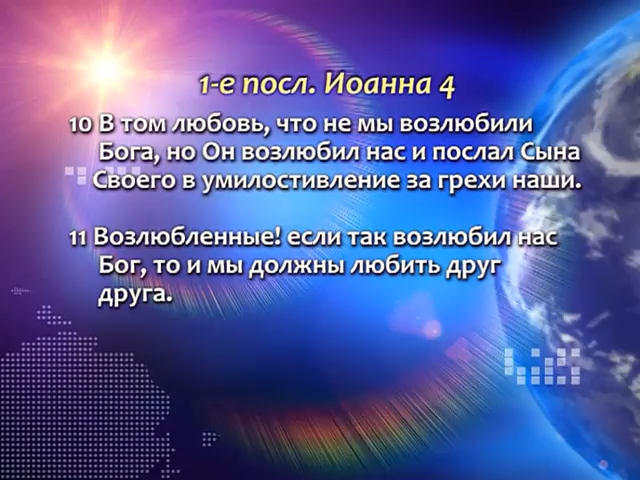 1-е посл. Иоанна 4
10 В том любовь, что не мы возлюбили
Бога, но Он возлюбил нас и послал Сына
Своего в умилостивление за грехи наши.
11 Возлюбленные! если так возлюбил нас
Бог, то и мы должны любить друг
друга.